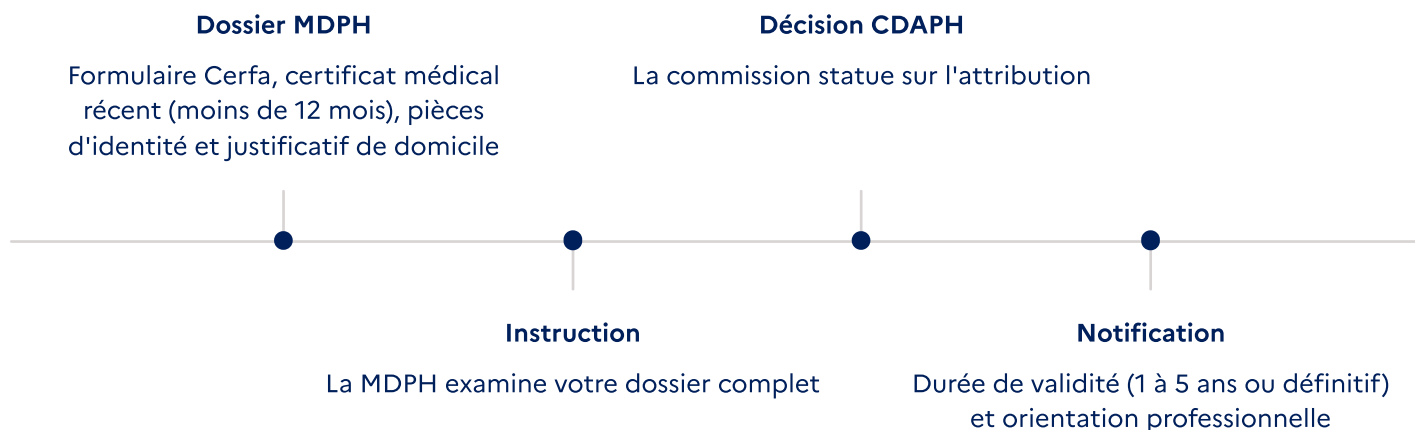 Dossier MDPH
Formulaire Cerfa, certificat médical
récent (moins de 12 mois), pièces
d'identité et justificatif de domicile
Décision CDAPH
La commission statue sur l'attribution
Instruction
La MDPH examine votre dossier complet
Notification
Durée de validité (1 à 5 ans ou définitif)
et orientation professionnelle